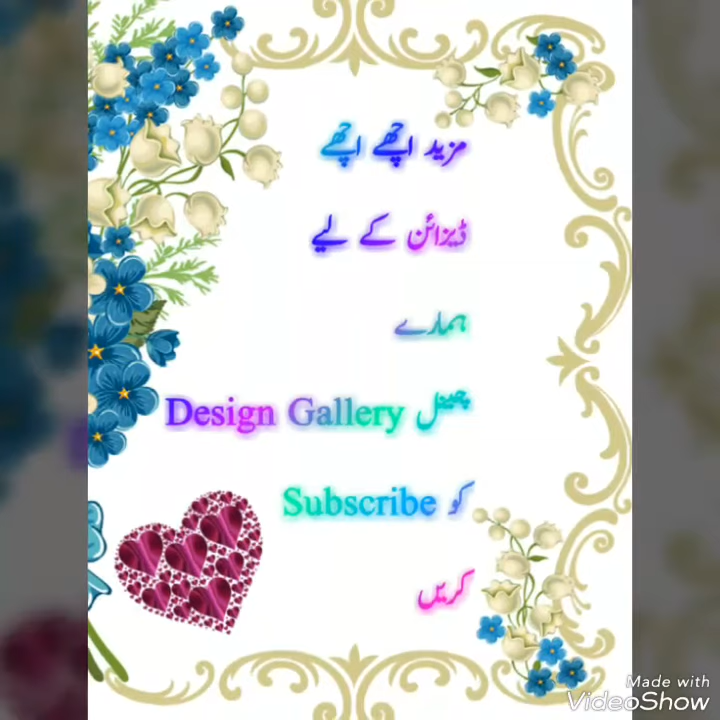 مزید اچھے اچھے
ڈیزائن کے لیے
ہمارے
چینل Design Gallery
کو Subscribe
کریں
Made with
VideoShow